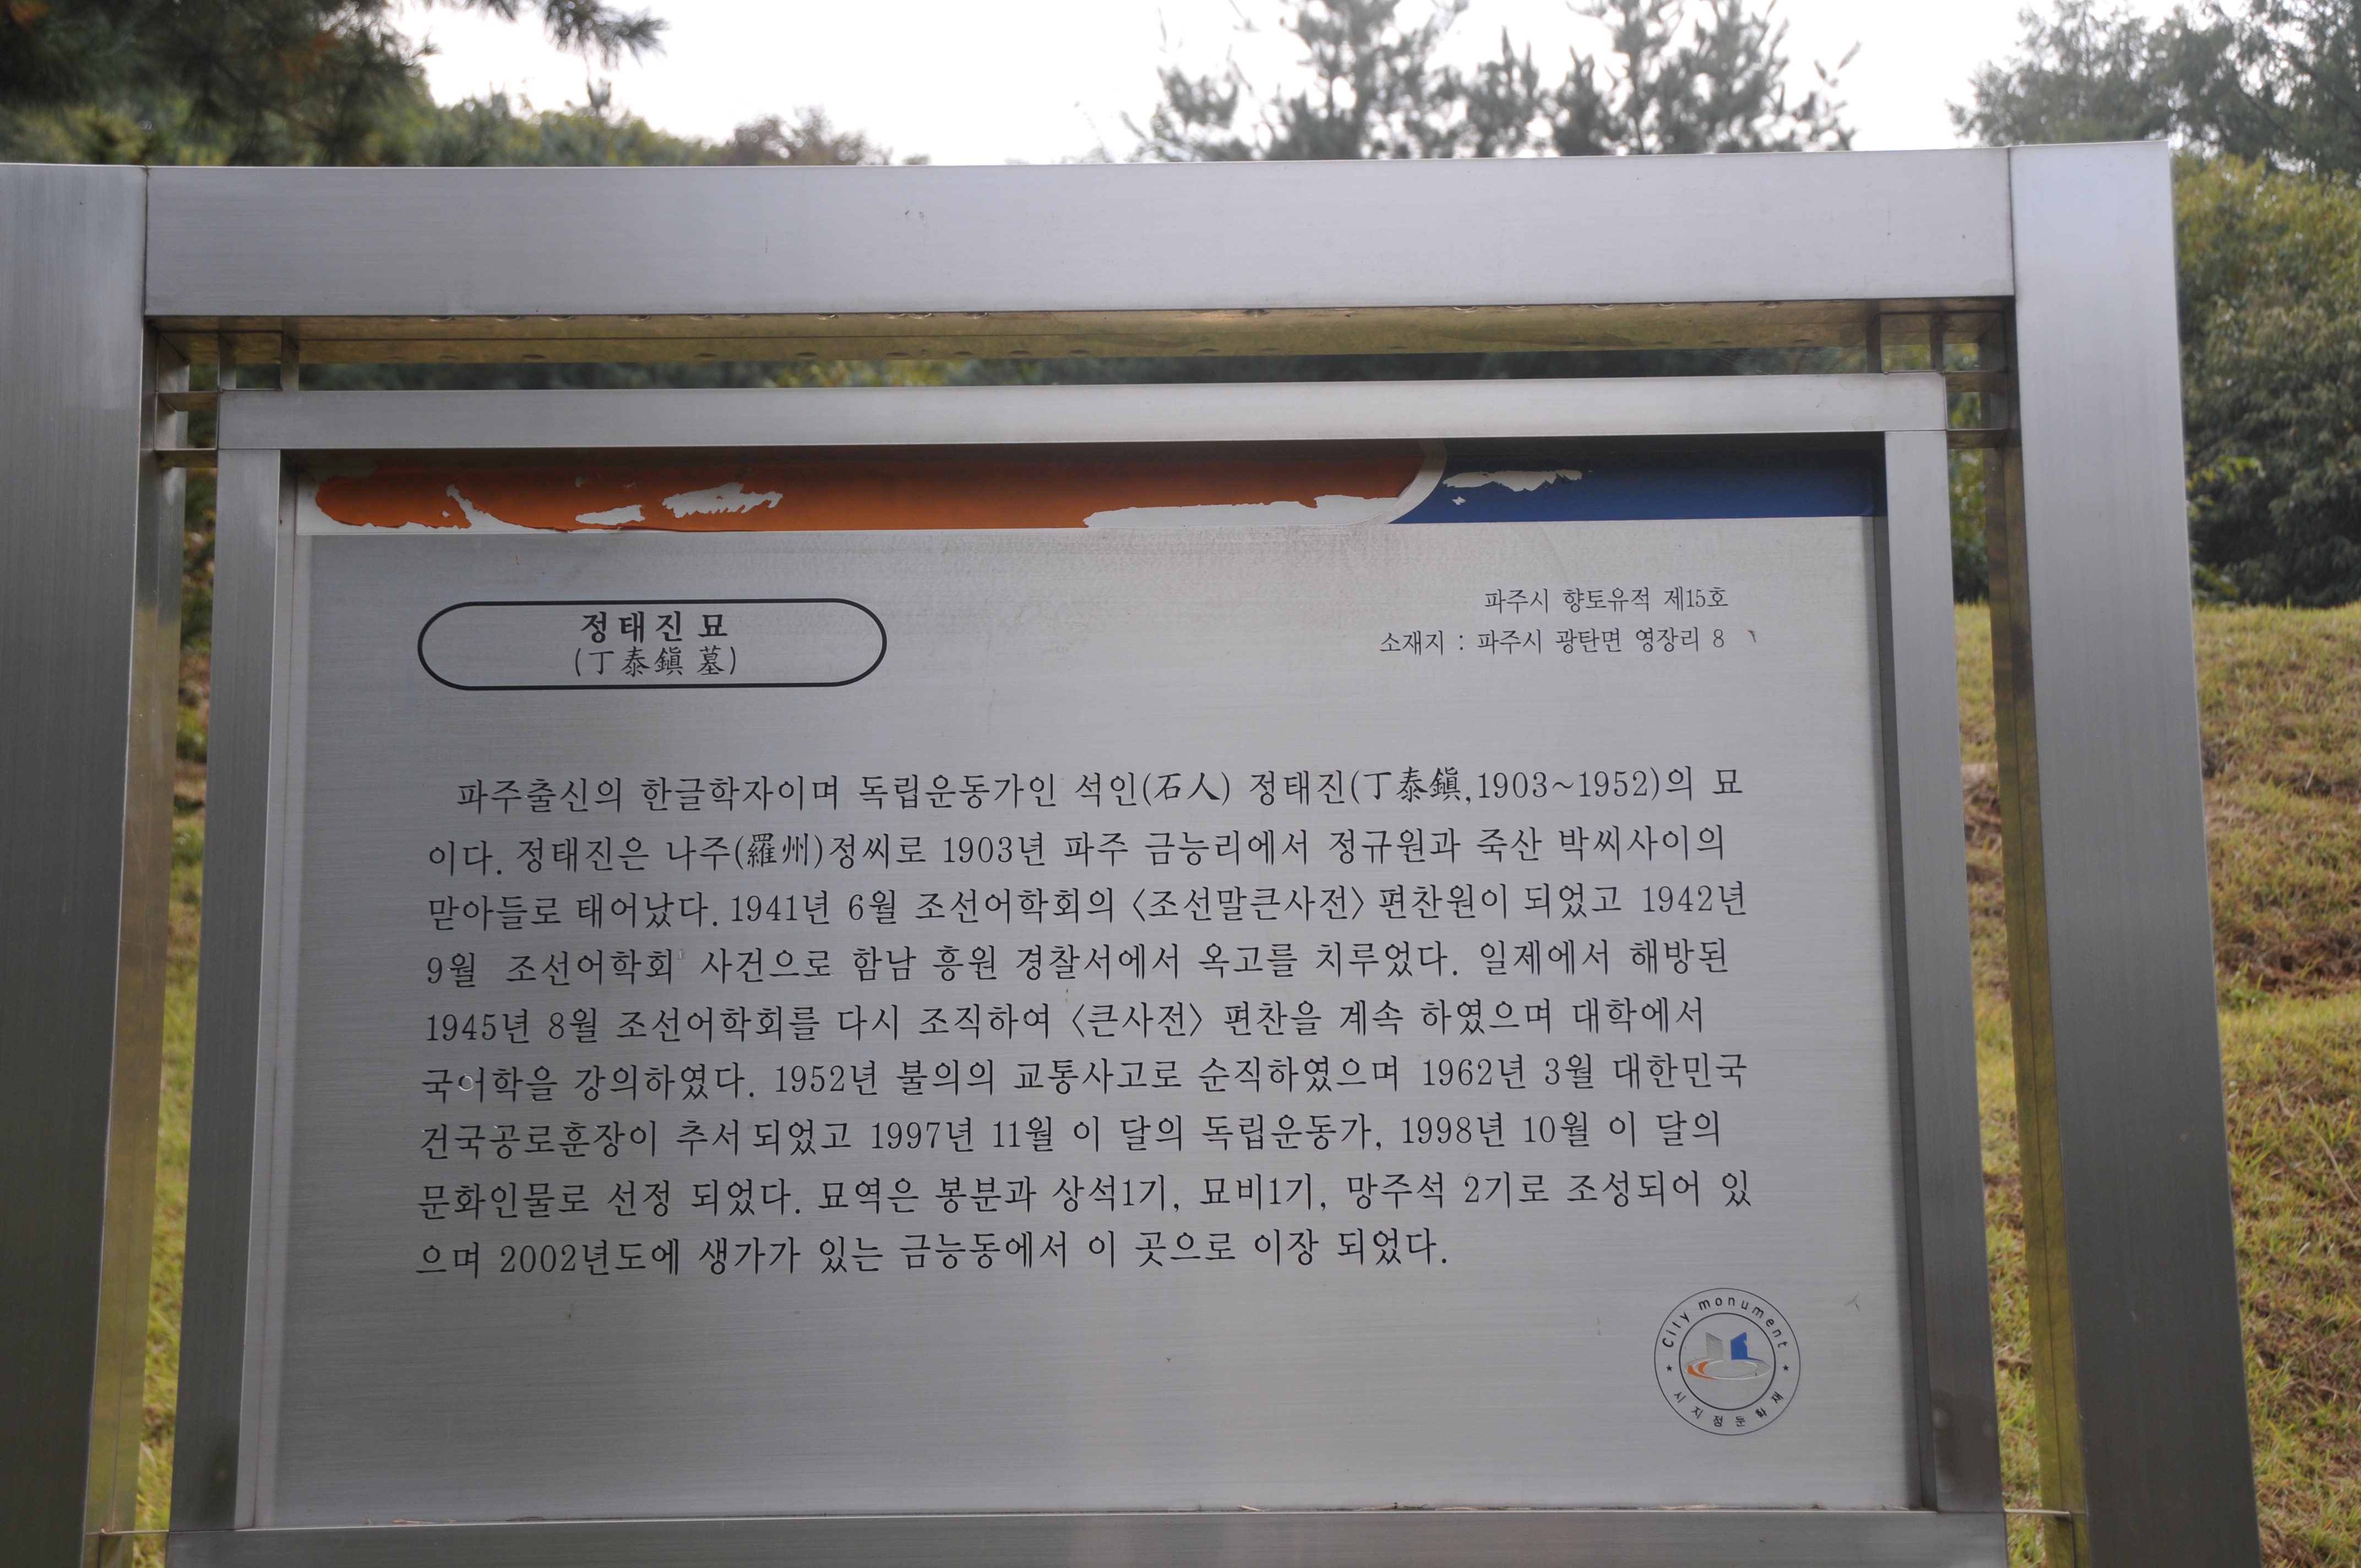 정태진 묘
(丁泰鎭 墓)
파주시 향토유적 제15호
소재지 : 파주시 광탄면 영장리 8
파주출신의 한글학자이며 독립운동가인 석인(石人) 정태진(丁泰鎭,1903~1952)의 묘
이다. 정태진은 나주(羅州)정씨로 1903년 파주 금능리에서 정규원과 죽산 박씨사이의
맏아들로 태어났다. 1941년 6월 조선어학회의 〈조선말큰사전〉 편찬원이 되었고 1942년
9월 조선어학회 사건으로 함남 흥원 경찰서에서 옥고를 치루었다. 일제에서 해방된
1945년 8월 조선어학회를 다시 조직하여 〈큰사전〉 편찬을 계속 하였으며 대학에서
국어학을 강의하였다. 1952년 불의의 교통사고로 순직하였으며 1962년 3월 대한민국
건국공로훈장이 추서 되었고 1997년 11월 이 달의 독립운동가, 1998년 10월 이 달의
문화인물로 선정 되었다. 묘역은 봉분과 상석1기, 묘비1기, 망주석 2기로 조성되어 있
으며 2002년도에 생가가 있는 금능동에서 이 곳으로 이장 되었다.
City monument
시지정문화재